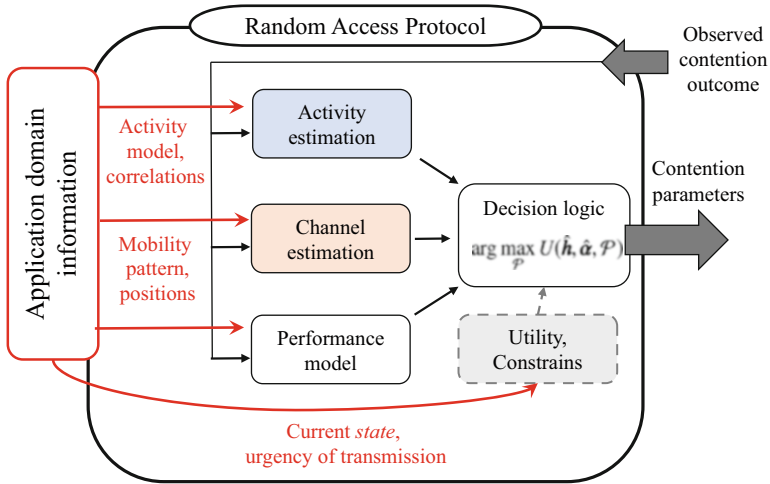 Random Access Protocol
Observed
contention
outcome
Application domain
information
Activity
model,
correlations
Activity
estimation
Contention
parameters
Mobility
pattern,
positions
Channel
estimation
Decision logic
arg max U(ĥ, α̂, 𝒫)
𝒫
Performance
model
Utility,
Constrains
Current state,
urgency of transmission